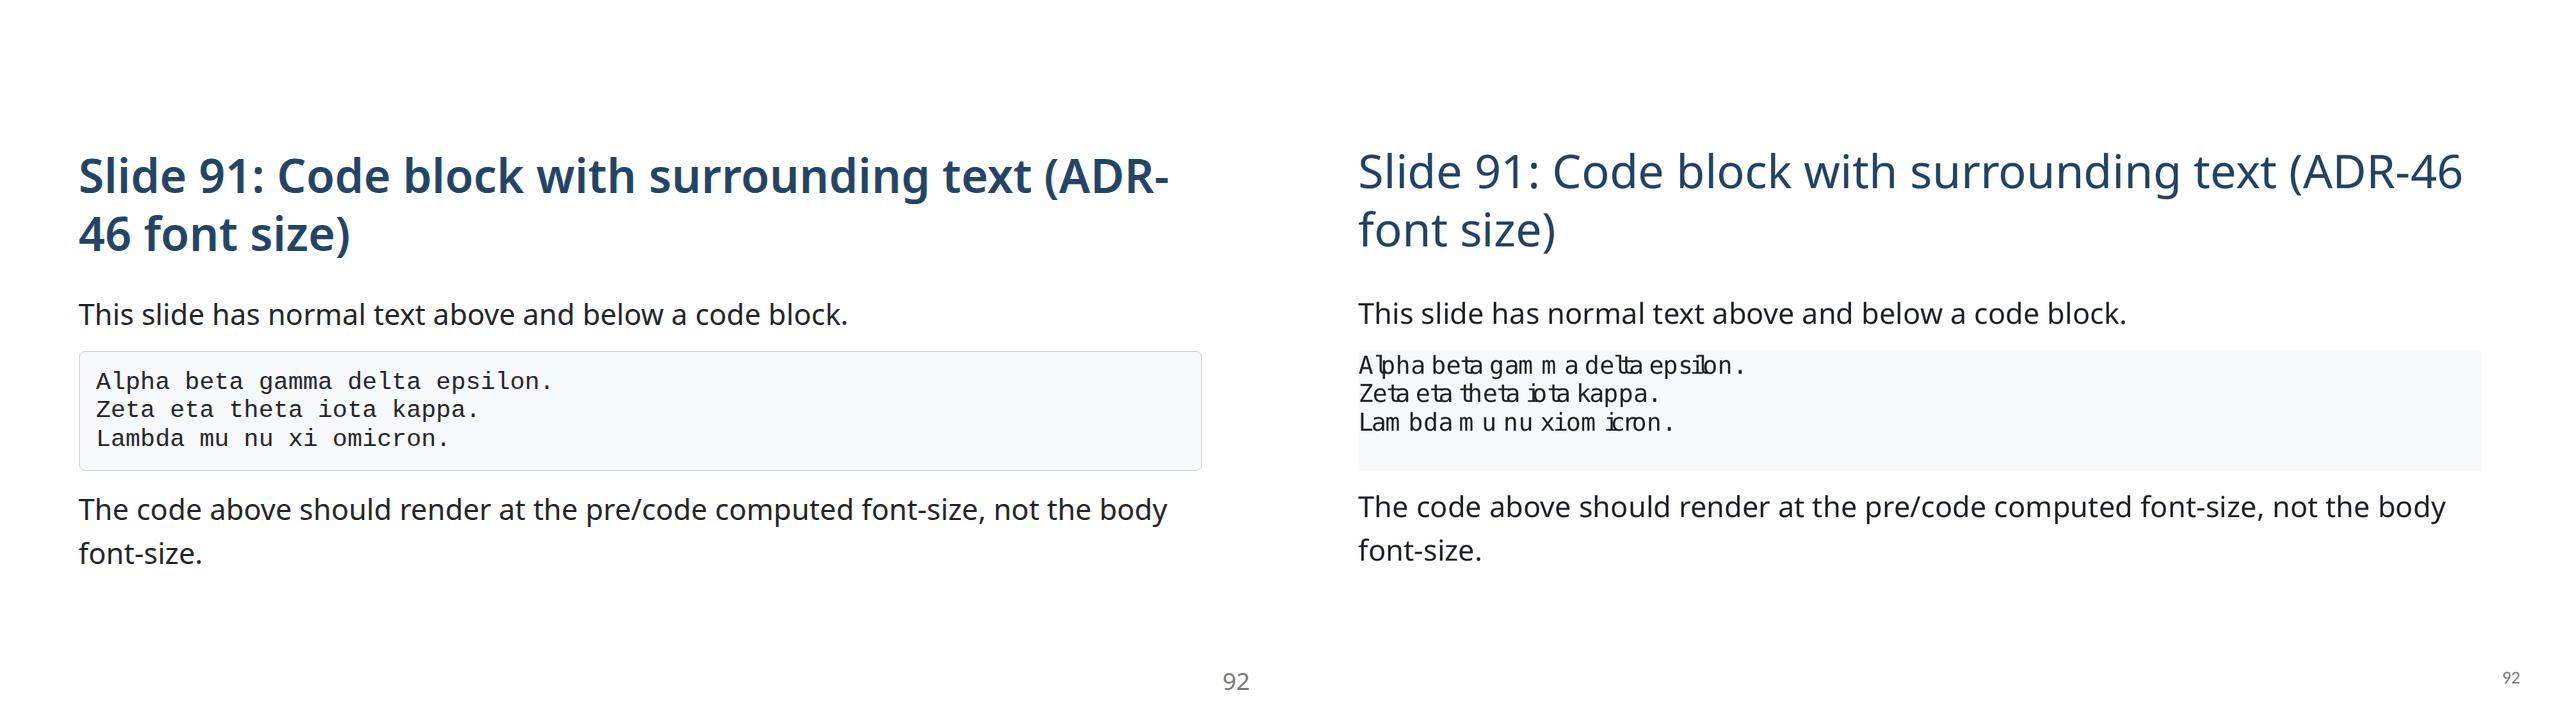 Slide 91: Code block with surrounding text (ADR-
46 font size)
This slide has normal text above and below a code block.
Alpha beta gamma delta epsilon.
Zeta eta theta iota kappa.
Lambda mu nu xi omicron.
The code above should render at the pre/code computed font-size, not the body
font-size.
92
Slide 91: Code block with surrounding text (ADR-46
font size)
This slide has normal text above and below a code block.
Alpha beta gamma delta epsilon.
Zeta eta theta iota kappa.
Lambda mu nu xi omicron.
The code above should render at the pre/code computed font-size, not the body
font-size.
92